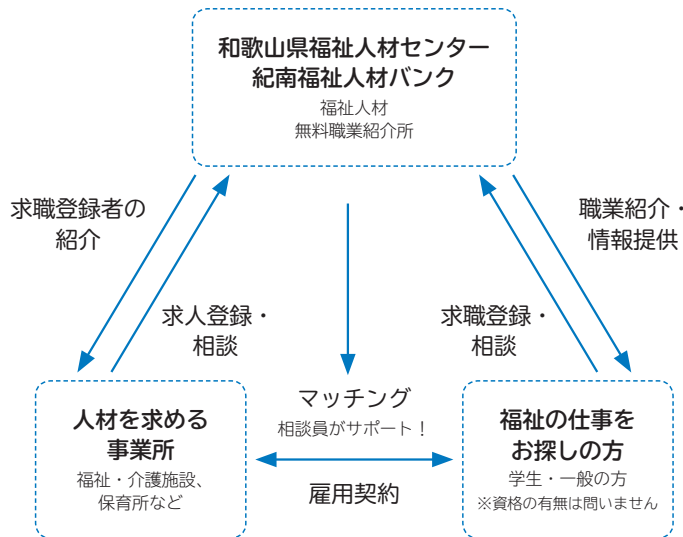 和歌山県福祉人材センター
紀南福祉人材バンク
福祉人材
無料職業紹介所
求職登録者の
紹介
職業紹介・
情報提供
求人登録・
相談
求職登録・
相談
マッチング
相談員がサポート！
雇用契約
人材を求める
事業所
福祉・介護施設、
保育所など
福祉の仕事を
お探しの方
学生・一般の方
※資格の有無は問いません